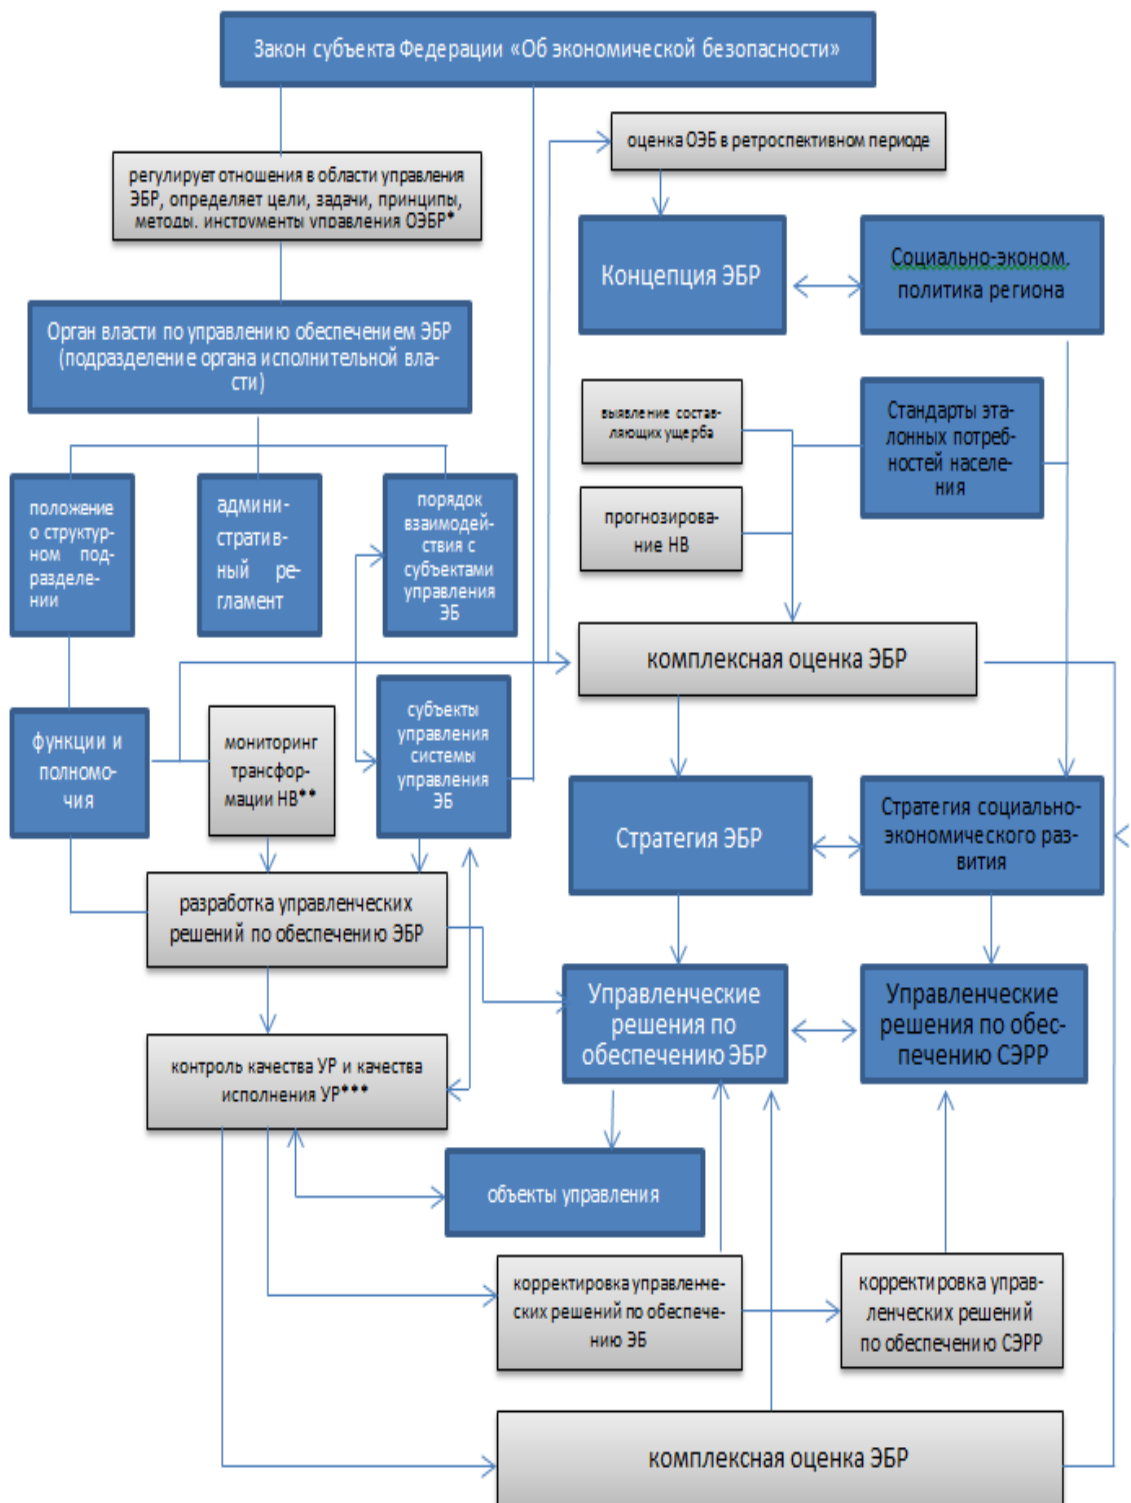 Закон субъекта Федерации «Об экономической безопасности»
оценка ОЭБ в ретроспективном периоде
регулирует отношения в области управления
ЭБР, определяет цели, задачи, принципы,
методы, инструменты управления ОЭБР*
Концепция ЭБР
Социально-эконом.
политика региона
Орган власти по управлению обеспечением ЭБР
(подразделение органа исполнительной вла-
сти)
выявление состав-
ляющих ущерба
Стандарты эта-
лонных потреб-
ностей населе-
ния
положение
о структур-
ном под-
разделе-
нии
админи-
стратив-
ный ре-
гламент
порядок
взаимодей-
ствия с
субъектами
управления
ЭБ
прогнозирова-
ние НВ
комплексная оценка ЭБР
функции и
полномо-
чия
мониторинг
трансфор-
мации НВ**
субъекты
управления
системы
управления
ЭБ
Стратегия ЭБР
Стратегия социально-
экономического раз-
вития
разработка управленческих
решений по обеспечению ЭБР
Управленческие
решения по
обеспечению ЭБР
Управленческие
решения по обес-
печению СЭРР
контроль качества УР и качества
исполнения УР***
объекты управления
корректировка управленче-
ских решений по обеспече-
нию ЭБ
корректировка управ-
ленческих решений
по обеспечению СЭРР
комплексная оценка ЭБР